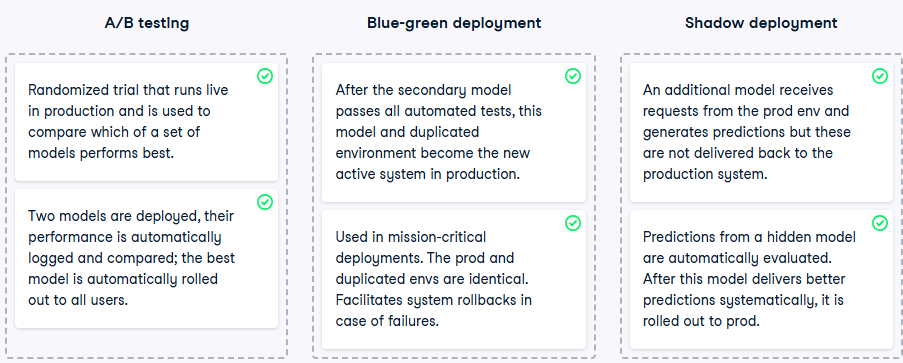 A/B testing
Randomized trial that runs live
in production and is used to
compare which of a set of
models performs best.
Two models are deployed, their
performance is automatically
logged and compared; the best
model is automatically rolled
out to all users.
Blue-green deployment
After the secondary model
passes all automated tests, this
model and duplicated
environment become the new
active system in production.
Used in mission-critical
deployments. The prod and
duplicated envs are identical.
Facilitates system rollbacks in
case of failures.
Shadow deployment
An additional model receives
requests from the prod env and
generates predictions but these
are not delivered back to the
production system.
Predictions from a hidden model
are automatically evaluated.
After this model delivers better
predictions systematically, it is
rolled out to prod.